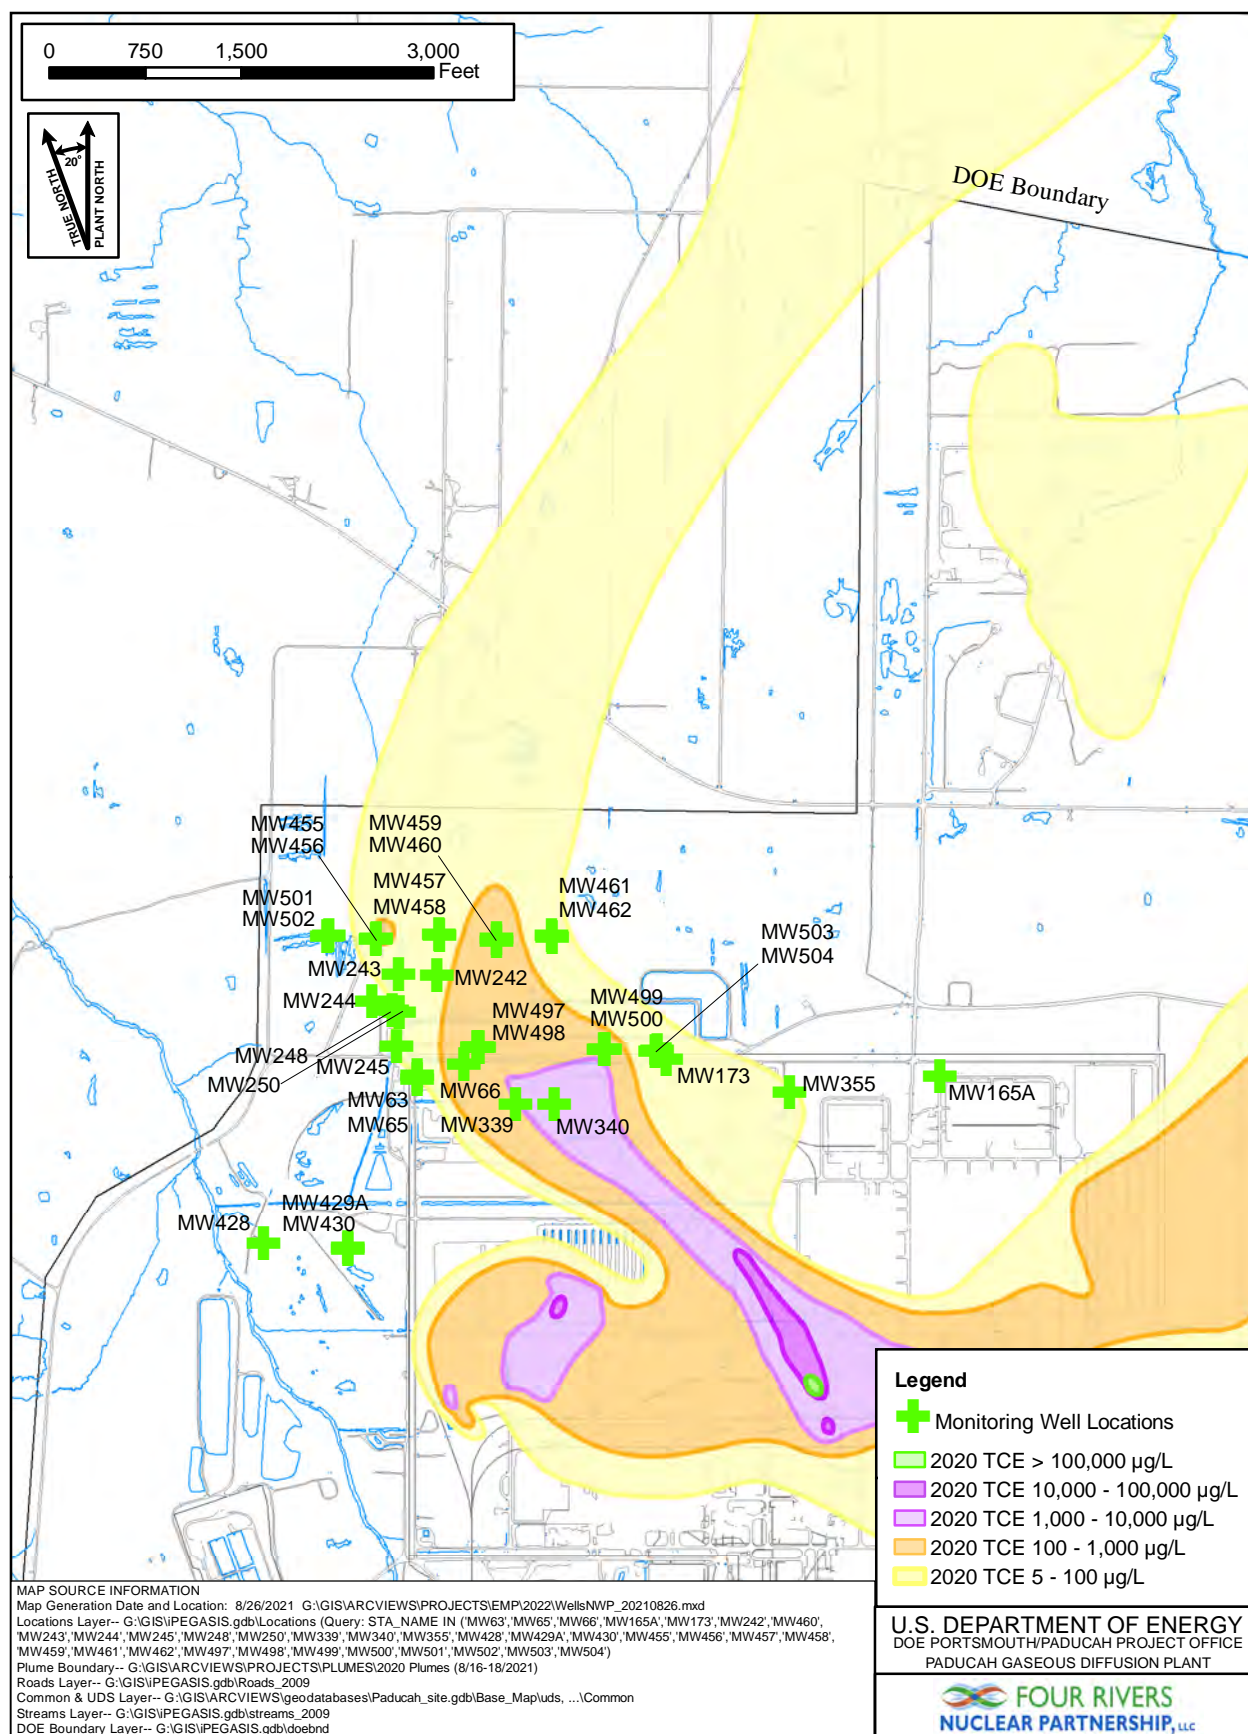 0 750 1,500 3,000
Feet
20°
TRUE NORTH
PLANT NORTH
DOE Boundary
MW455
MW456
MW459
MW460
MW457
MW458
MW461
MW462
MW501
MW502
MW503
MW504
MW243
MW242
MW244
MW497
MW498
MW499
MW500
MW248
MW250
MW245
MW173
MW66
MW63
MW65
MW339
MW340
MW355
MW165A
MW428
MW429A
MW430
Legend
Monitoring Well Locations
2020 TCE > 100,000 µg/L
2020 TCE 10,000 - 100,000 µg/L
2020 TCE 1,000 - 10,000 µg/L
2020 TCE 100 - 1,000 µg/L
2020 TCE 5 - 100 µg/L
MAP SOURCE INFORMATION
Map Generation Date and Location: 8/26/2021 G:\GIS\ARCVIEWS\PROJECTS\EMP\2022\WellsNWP_20210826.mxd
Locations Layer-- G:\GIS\iPEGASIS.gdb\Locations (Query: STA_NAME IN ('MW63','MW65','MW66','MW165A','MW173','MW242','MW460',
'MW243','MW244','MW245','MW248','MW250','MW339','MW340','MW355','MW428','MW429A','MW430','MW455','MW456','MW457','MW458',
'MW459','MW461','MW462','MW497','MW498','MW499','MW500','MW501','MW502','MW503','MW504')
Plume Boundary-- G:\GIS\ARCVIEWS\PROJECTS\PLUMES\2020 Plumes (8/16-18/2021)
Roads Layer-- G:\GIS\iPEGASIS.gdb\Roads_2009
Common & UDS Layer-- G:\GIS\ARCVIEWS\geodatabases\Paducah_site.gdb\Base_Map\uds, ...\Common
Streams Layer-- G:\GIS\iPEGASIS.gdb\streams_2009
DOE Boundary Layer-- G:\GIS\iPEGASIS.gdb\doebnd
U.S. DEPARTMENT OF ENERGY
DOE PORTSMOUTH/PADUCAH PROJECT OFFICE
PADUCAH GASEOUS DIFFUSION PLANT
FOUR RIVERS
NUCLEAR PARTNERSHIP, LLC